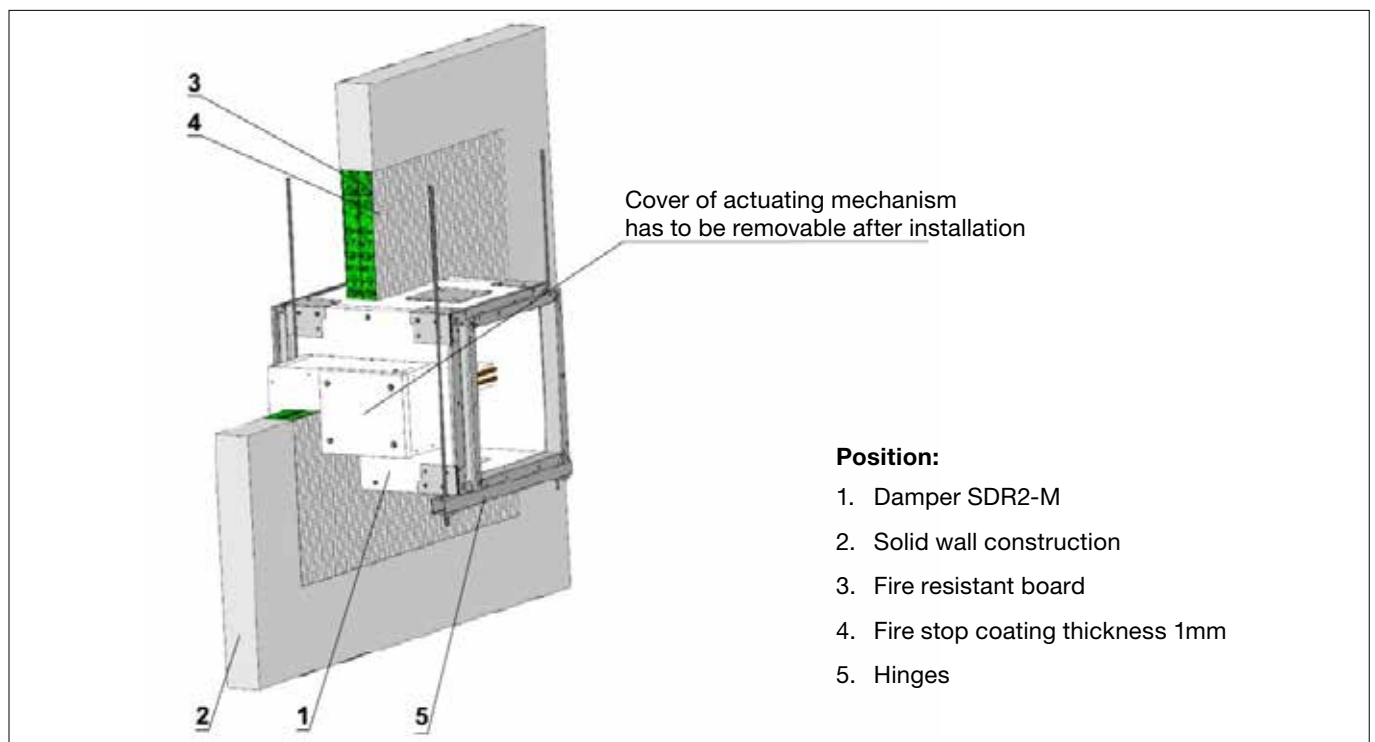 3
4
Cover of actuating mechanism
has to be removable after installation
Position:
1. Damper SDR2-M
2. Solid wall construction
3. Fire resistant board
4. Fire stop coating thickness 1mm
5. Hinges
2
1
5